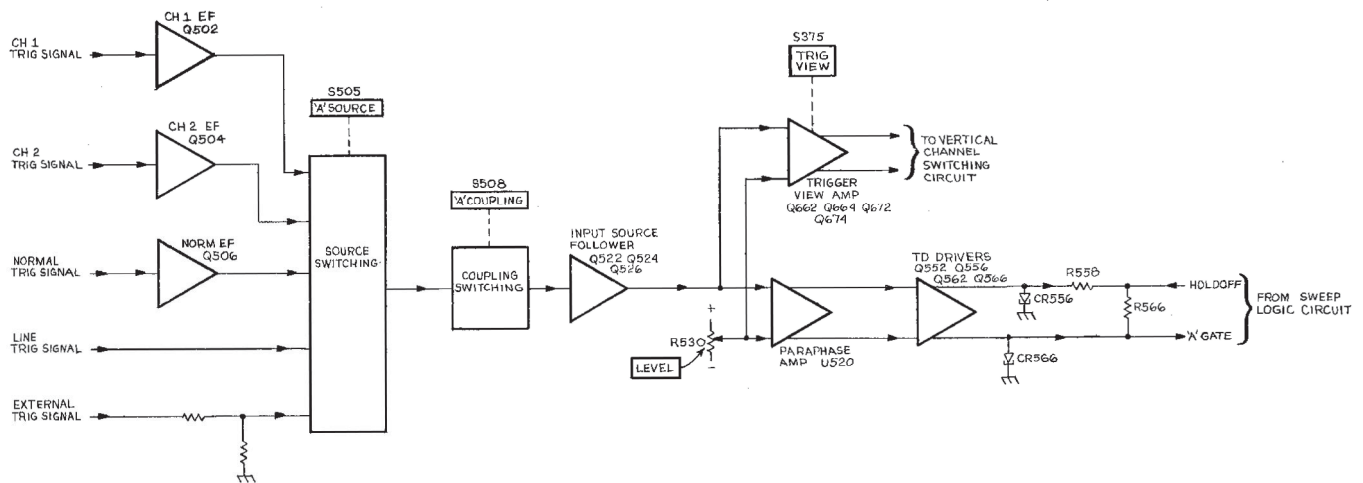 CH 1 EF
Q502
CH 1
TRIG SIGNAL
S505
'A' SOURCE
CH 2 EF
Q504
CH 2
TRIG SIGNAL
NORM EF
Q506
NORMAL
TRIG SIGNAL
LINE
TRIG SIGNAL
EXTERNAL
TRIG SIGNAL
SOURCE
SWITCHING
S508
'A' COUPLING
COUPLING
SWITCHING
INPUT SOURCE
FOLLOWER
Q522 Q524
Q526
S375
TRIG
VIEW
TRIGGER
VIEW AMP
Q662 Q664 Q672
Q674
TO VERTICAL
CHANNEL
SWITCHING
CIRCUIT
+
R530
-
LEVEL
PARAPHASE
AMP U520
TD DRIVERS
Q552 Q556
Q562 Q566
CR556
R558
R566
CR566
HOLDOFF
'A' GATE
FROM SWEEP
LOGIC CIRCUIT